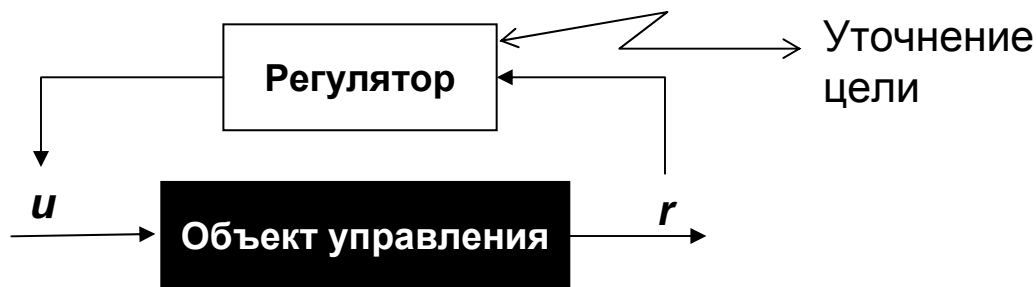 Уточнение
цели
Регулятор
u
r
Объект управления